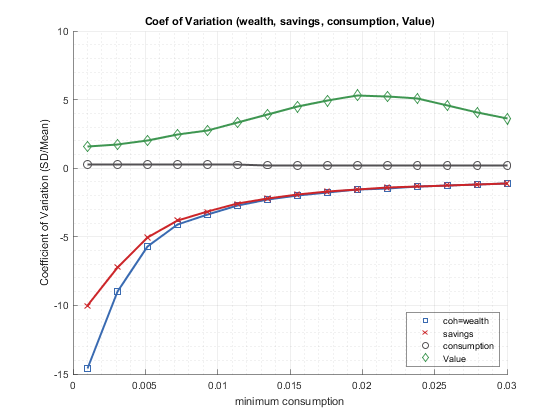 Coef of Variation (wealth, savings, consumption, Value)
10
5
0
-5
-10
-15
Coefficient of Variation (SD/Mean)
0
0.005
0.01
0.015
0.02
0.025
0.03
minimum consumption
coh=wealth
savings
consumption
Value